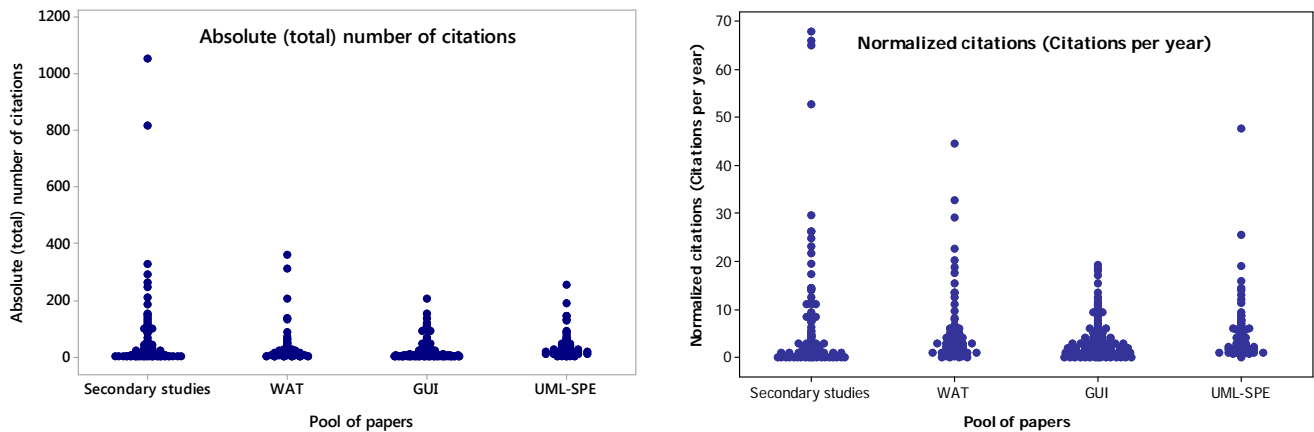 Absolute (total) number of citations
Absolute (total) number of citations
1200
1000
800
600
400
200
0
Secondary studies
WAT
GUI
UML-SPE
Pool of papers
Normalized citations (Citations per year)
Normalized citations (Citations per year)
70
60
50
40
30
20
10
0
Secondary studies
WAT
GUI
UML-SPE
Pool of papers